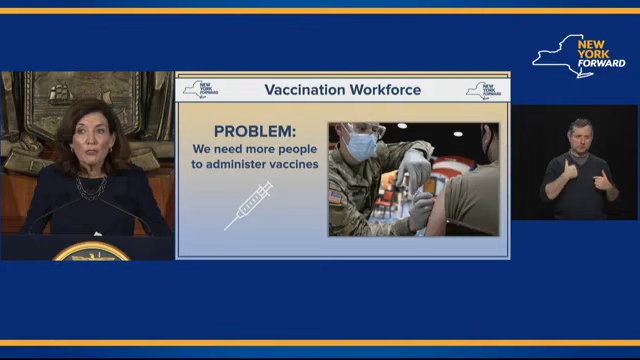 NEW
YORK
FORWARD
NEW YORK
FORWARD
Vaccination Workforce
NEW YORK
FORWARD
PROBLEM:
We need more people
to administer vaccines